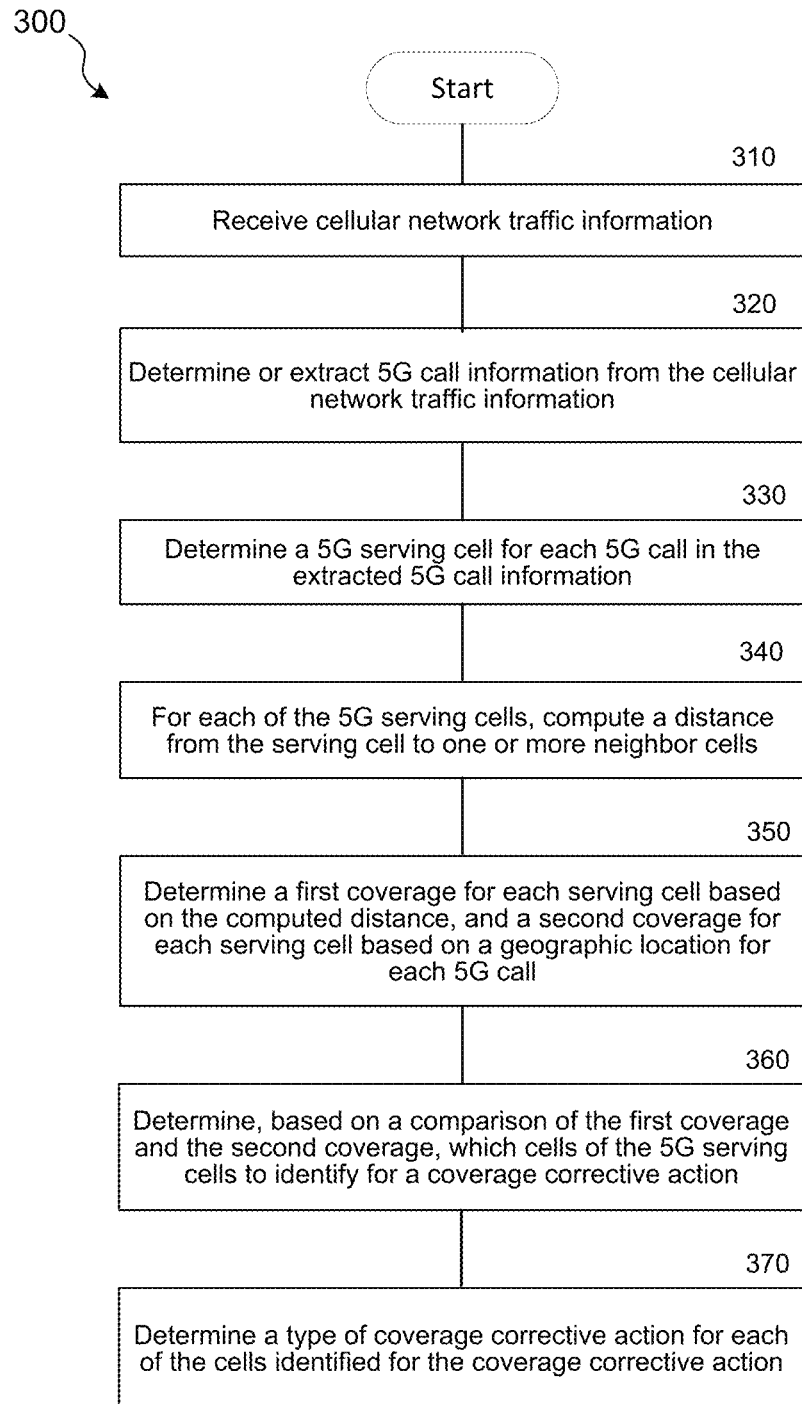 300
Start
310
Receive cellular network traffic information
320
Determine or extract 5G call information from the cellular
network traffic information
330
Determine a 5G serving cell for each 5G call in the
extracted 5G call information
340
For each of the 5G serving cells, compute a distance
from the serving cell to one or more neighbor cells
350
Determine a first coverage for each serving cell based
on the computed distance, and a second coverage for
each serving cell based on a geographic location for
each 5G call
360
Determine, based on a comparison of the first coverage
and the second coverage, which cells of the 5G serving
cells to identify for a coverage corrective action
370
Determine a type of coverage corrective action for each
of the cells identified for the coverage corrective action